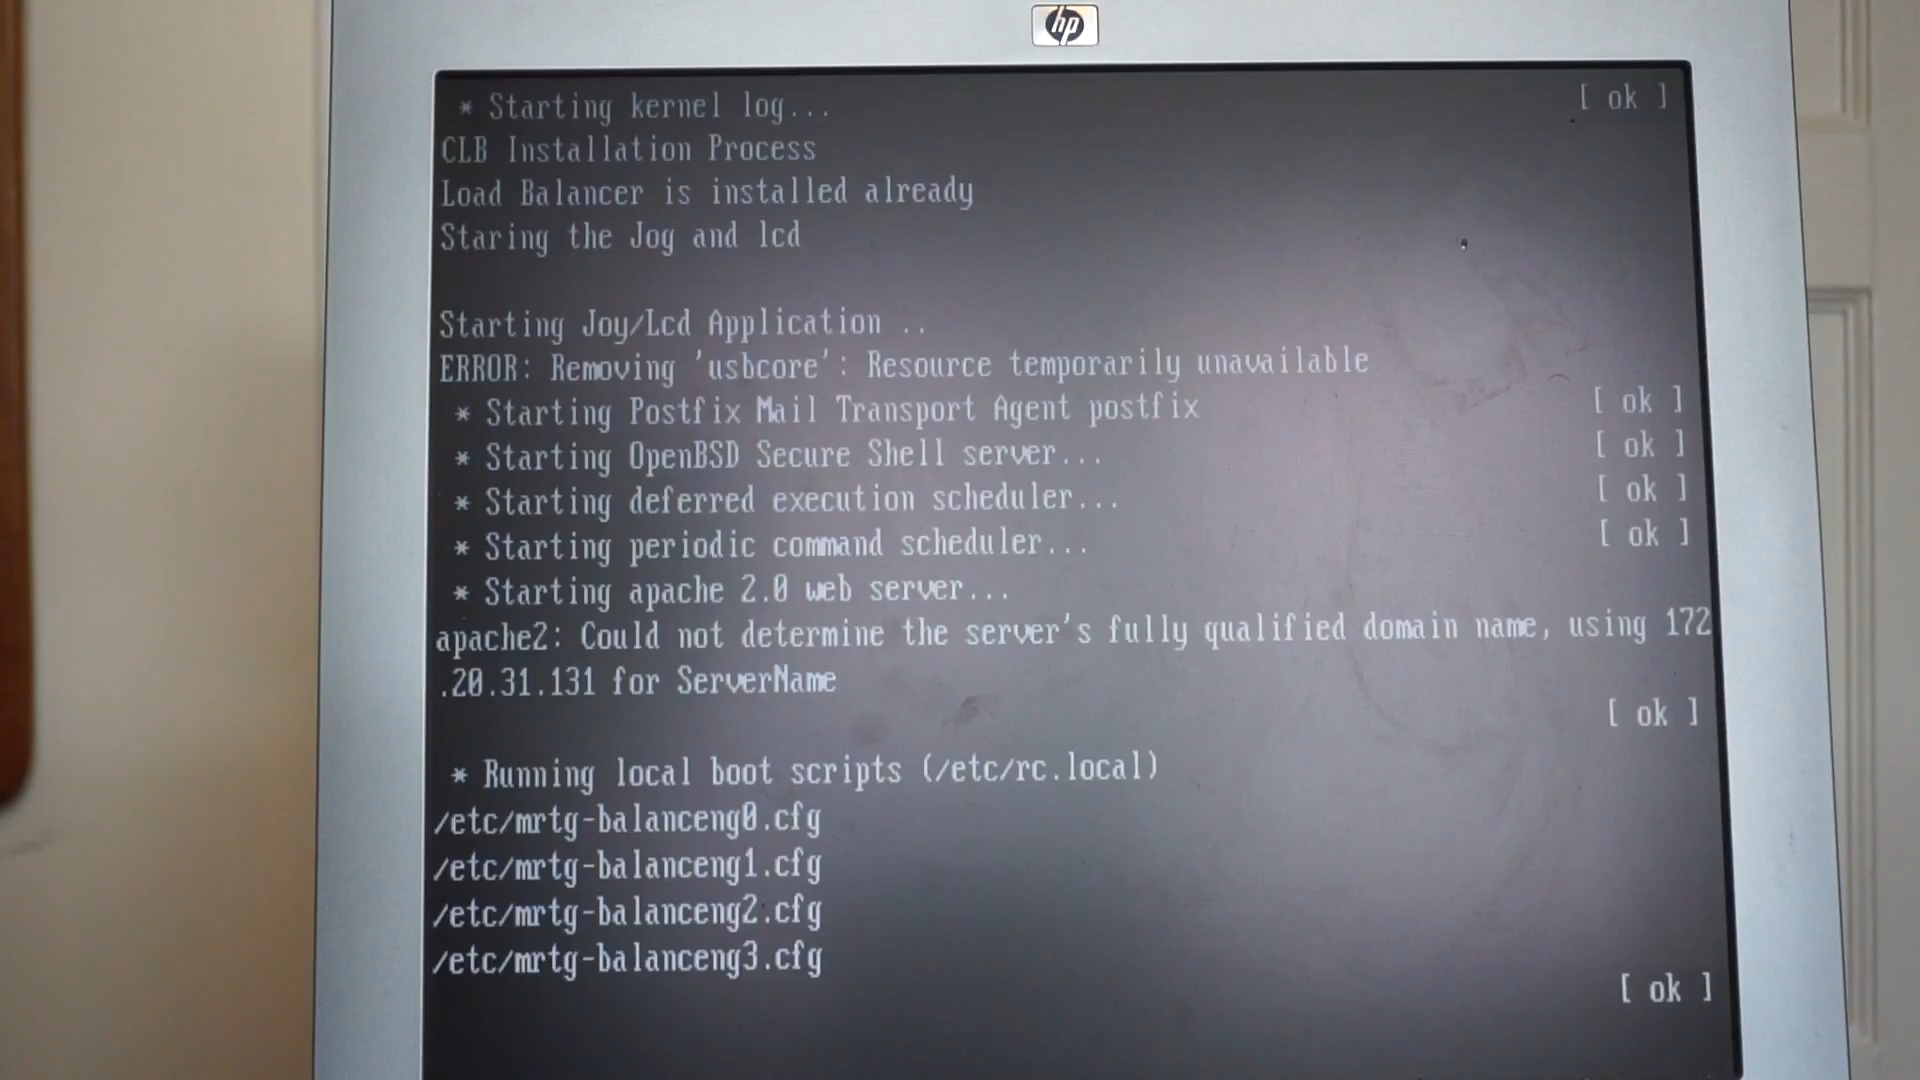 hp
* Starting kernel log... [ ok ]
CLB Installation Process
Load Balancer is installed already
Staring the Jog and lcd
Starting Joy/Lcd Application ..
ERROR: Removing 'usbcore': Resource temporarily unavailable
* Starting Postfix Mail Transport Agent postfix [ ok ]
* Starting OpenBSD Secure Shell server... [ ok ]
* Starting deferred execution scheduler... [ ok ]
* Starting periodic command scheduler... [ ok ]
* Starting apache 2.0 web server...
apache2: Could not determine the server's fully qualified domain name, using 172
.20.31.131 for ServerName
[ ok ]
* Running local boot scripts (/etc/rc.local)
/etc/mrtg-balanceng0.cfg
/etc/mrtg-balanceng1.cfg
/etc/mrtg-balanceng2.cfg
/etc/mrtg-balanceng3.cfg
[ ok ]